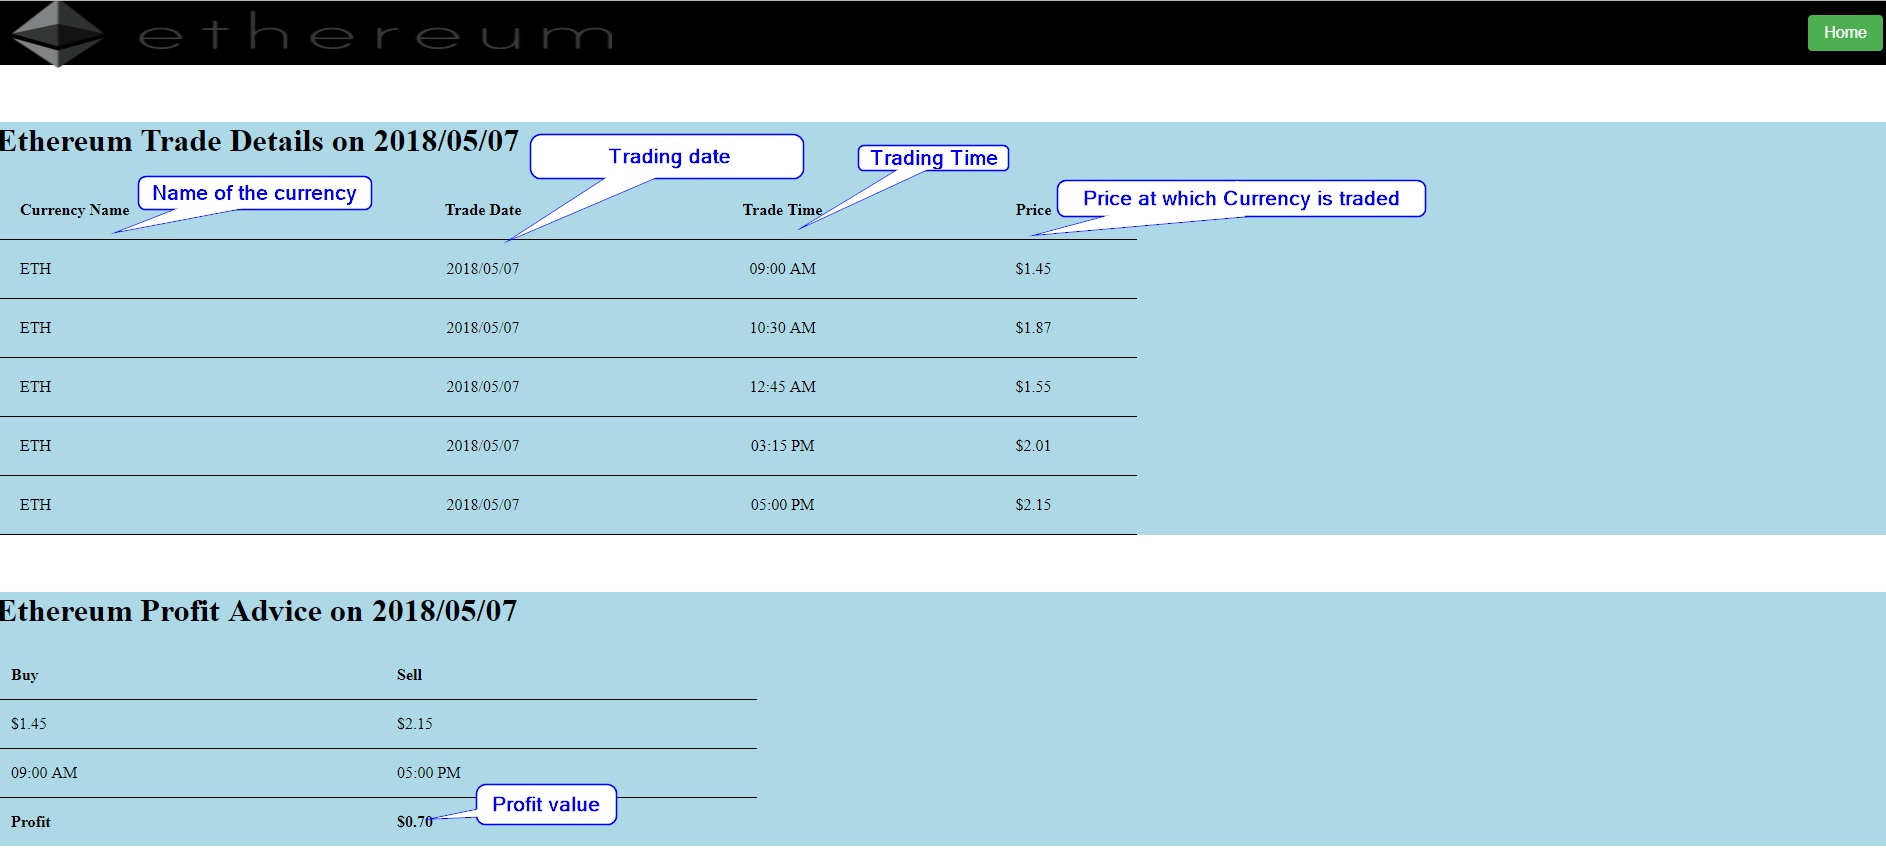 ethereum
Home
Ethereum Trade Details on 2018/05/07
Trading date
Trading Time
Name of the currency
Price at which Currency is traded
Currency Name Trade Date Trade Time Price
ETH 2018/05/07 09:00 AM $1.45
ETH 2018/05/07 10:30 AM $1.87
ETH 2018/05/07 12:45 AM $1.55
ETH 2018/05/07 03:15 PM $2.01
ETH 2018/05/07 05:00 PM $2.15
Ethereum Profit Advice on 2018/05/07
Buy Sell
$1.45 $2.15
09:00 AM 05:00 PM
Profit value
Profit $0.70